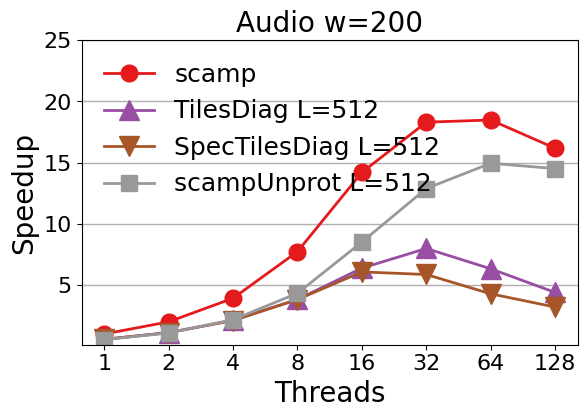 Audio w=200
Speedup
25
20
15
10
5
scamp
TilesDiag L=512
SpecTilesDiag L=512
scampUnprot L=512
1 2 4 8 16 32 64 128
Threads